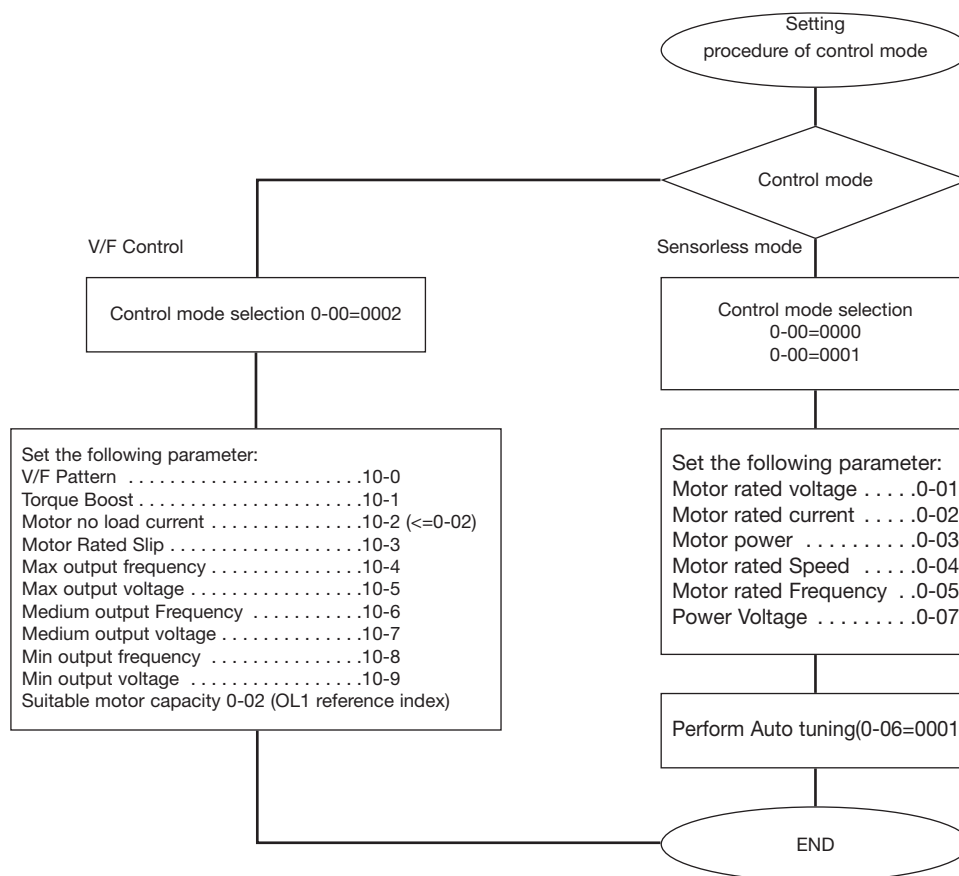 Setting
procedure of control mode
Control mode
V/F Control
Sensorless mode
Control mode selection 0-00=0002
Control mode selection
0-00=0000
0-00=0001
Set the following parameter:
V/F Pattern . . . . . . . . . . . . . . . . . . . . . . .10-0
Torque Boost . . . . . . . . . . . . . . . . . . . . . .10-1
Motor no load current . . . . . . . . . . . . . . .10-2 (<=0-02)
Motor Rated Slip . . . . . . . . . . . . . . . . . . .10-3
Max output frequency . . . . . . . . . . . . . . .10-4
Max output voltage . . . . . . . . . . . . . . . . .10-5
Medium output Frequency . . . . . . . . . . .10-6
Medium output voltage . . . . . . . . . . . . . .10-7
Min output frequency . . . . . . . . . . . . . . .10-8
Min output voltage . . . . . . . . . . . . . . . . .10-9
Suitable motor capacity 0-02 (OL1 reference index)
Set the following parameter:
Motor rated voltage . . . . .0-01
Motor rated current . . . . .0-02
Motor power . . . . . . . . . .0-03
Motor rated Speed . . . . .0-04
Motor rated Frequency . .0-05
Power Voltage . . . . . . . . .0-07
Perform Auto tuning(0-06=0001
END